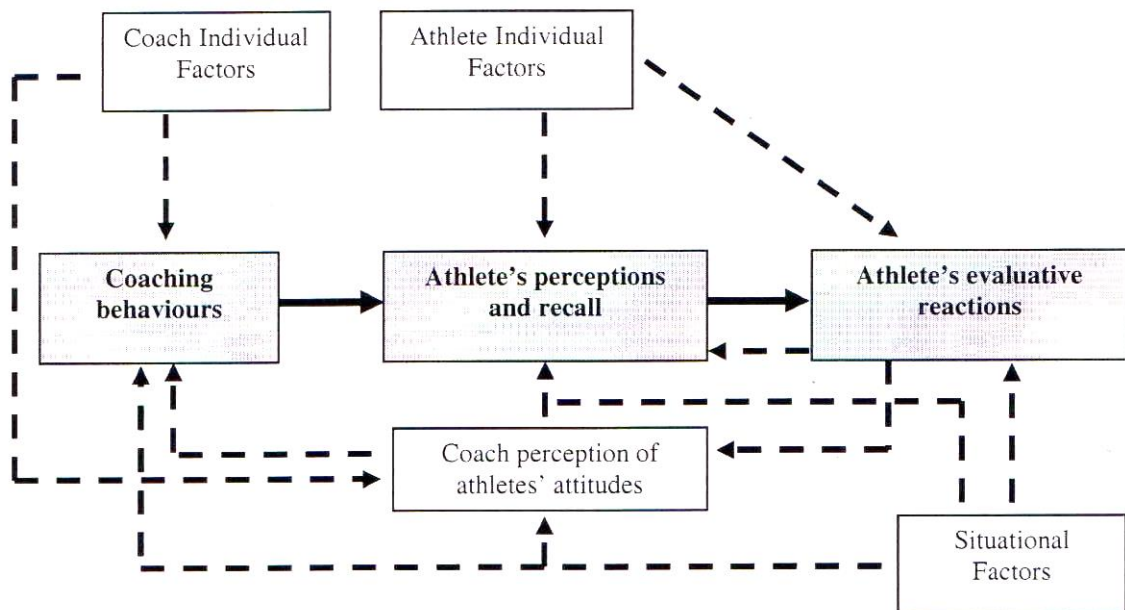 Coach Individual
Factors
Athlete Individual
Factors
Coaching
behaviours
Athlete's perceptions
and recall
Athlete's evaluative
reactions
Coach perception of
athletes' attitudes
Situational
Factors